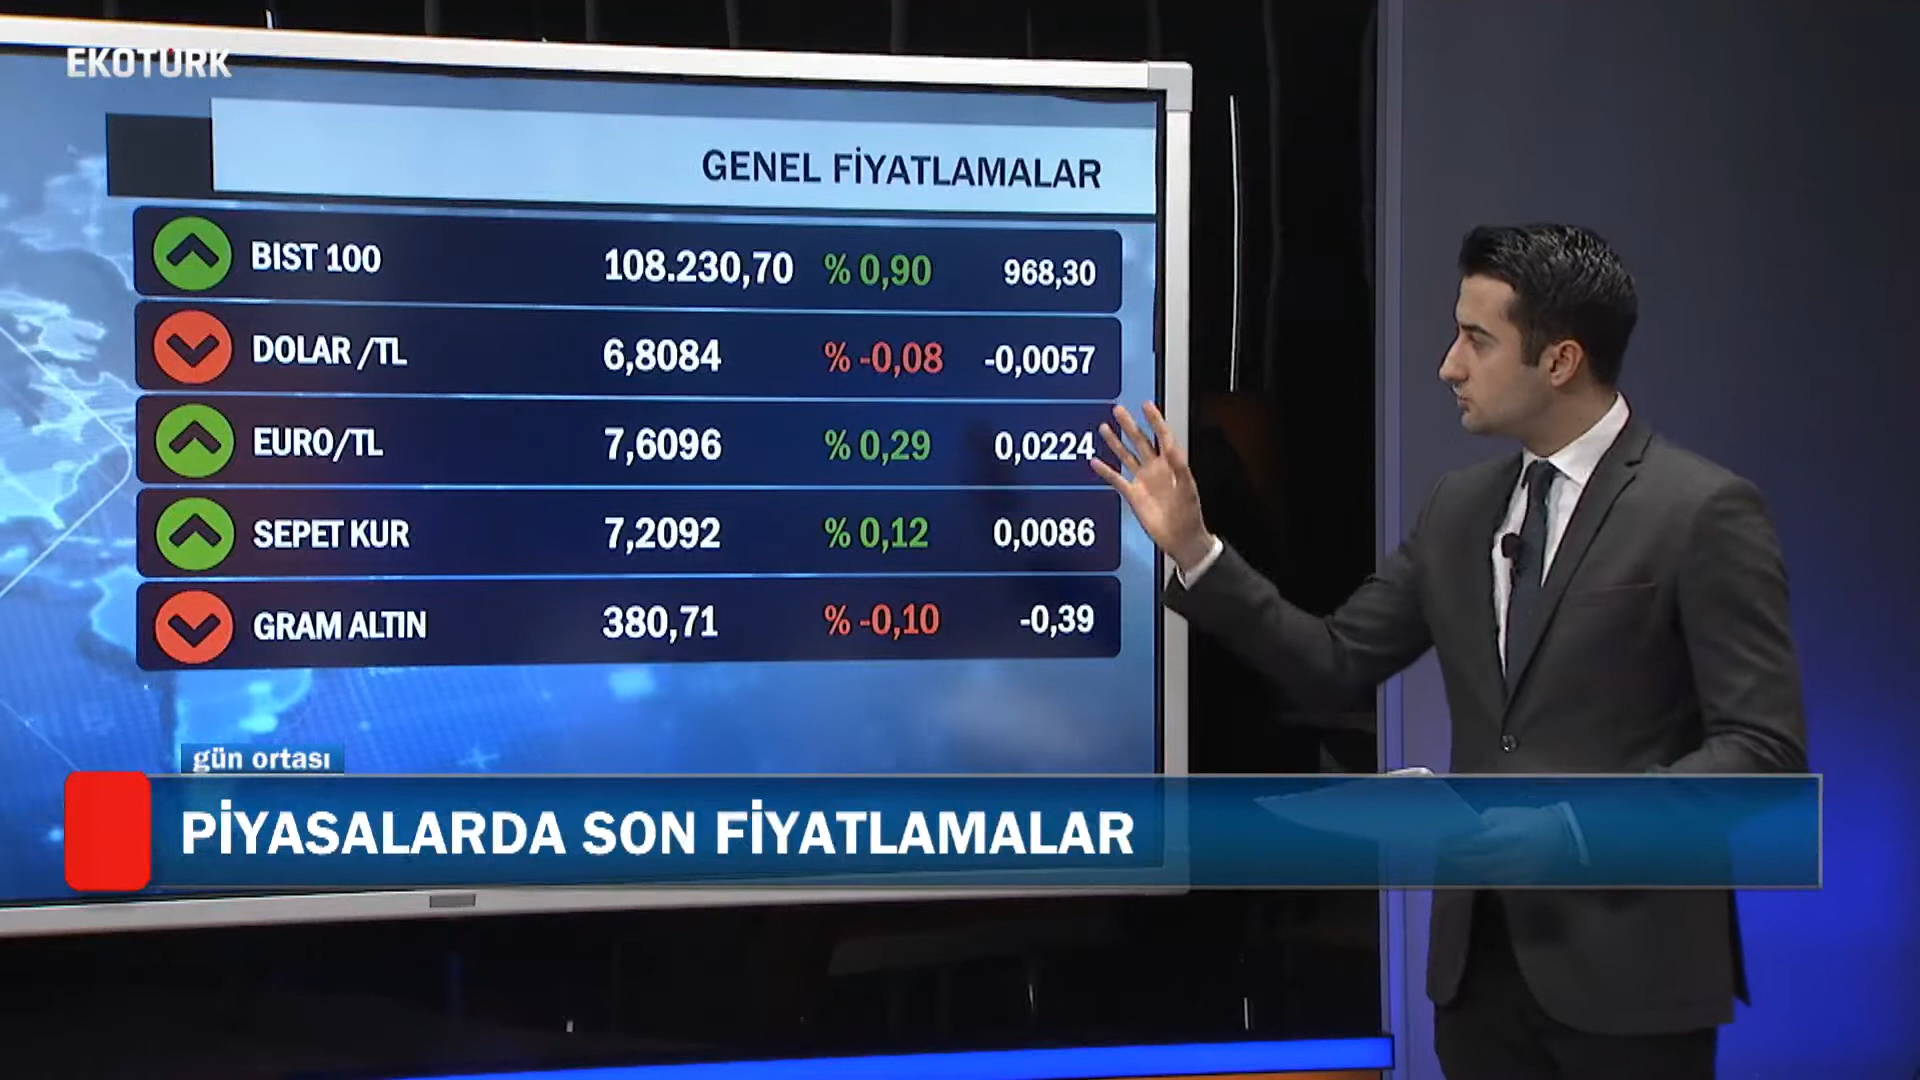 EKOTÜRK
GENEL FİYATLAMALAR
BIST 100 108.230,70 % 0,90 968,30
DOLAR /TL 6,8084 % -0,08 -0,0057
EURO/TL 7,6096 % 0,29 0,0224
SEPET KUR 7,2092 % 0,12 0,0086
GRAM ALTIN 380,71 % -0,10 -0,39
gün ortası
PİYASALARDA SON FİYATLAMALAR